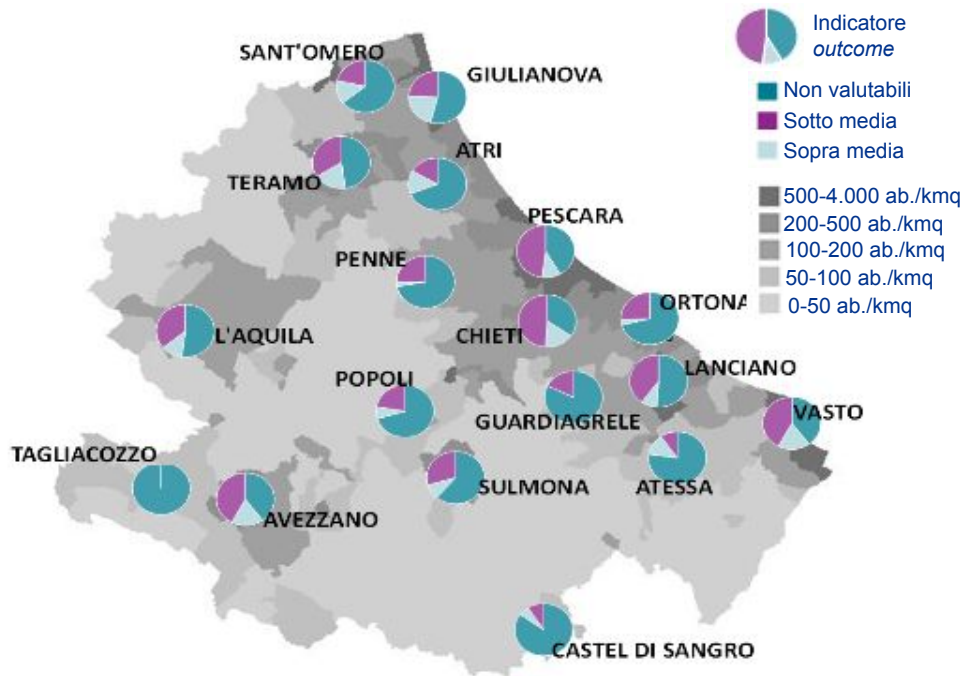 Indicatore
outcome
Non valutabili
Sotto media
Sopra media
500-4.000 ab./kmq
200-500 ab./kmq
100-200 ab./kmq
50-100 ab./kmq
0-50 ab./kmq
SANT'OMERO
GIULIANOVA
ATRI
TERAMO
PESCARA
PENNE
ORTONA
L'AQUILA
CHIETI
LANCIANO
POPOLI
GUARDIAGRELE
VASTO
TAGLIACOZZO
SULMONA
ATESSA
AVEZZANO
CASTEL DI SANGRO